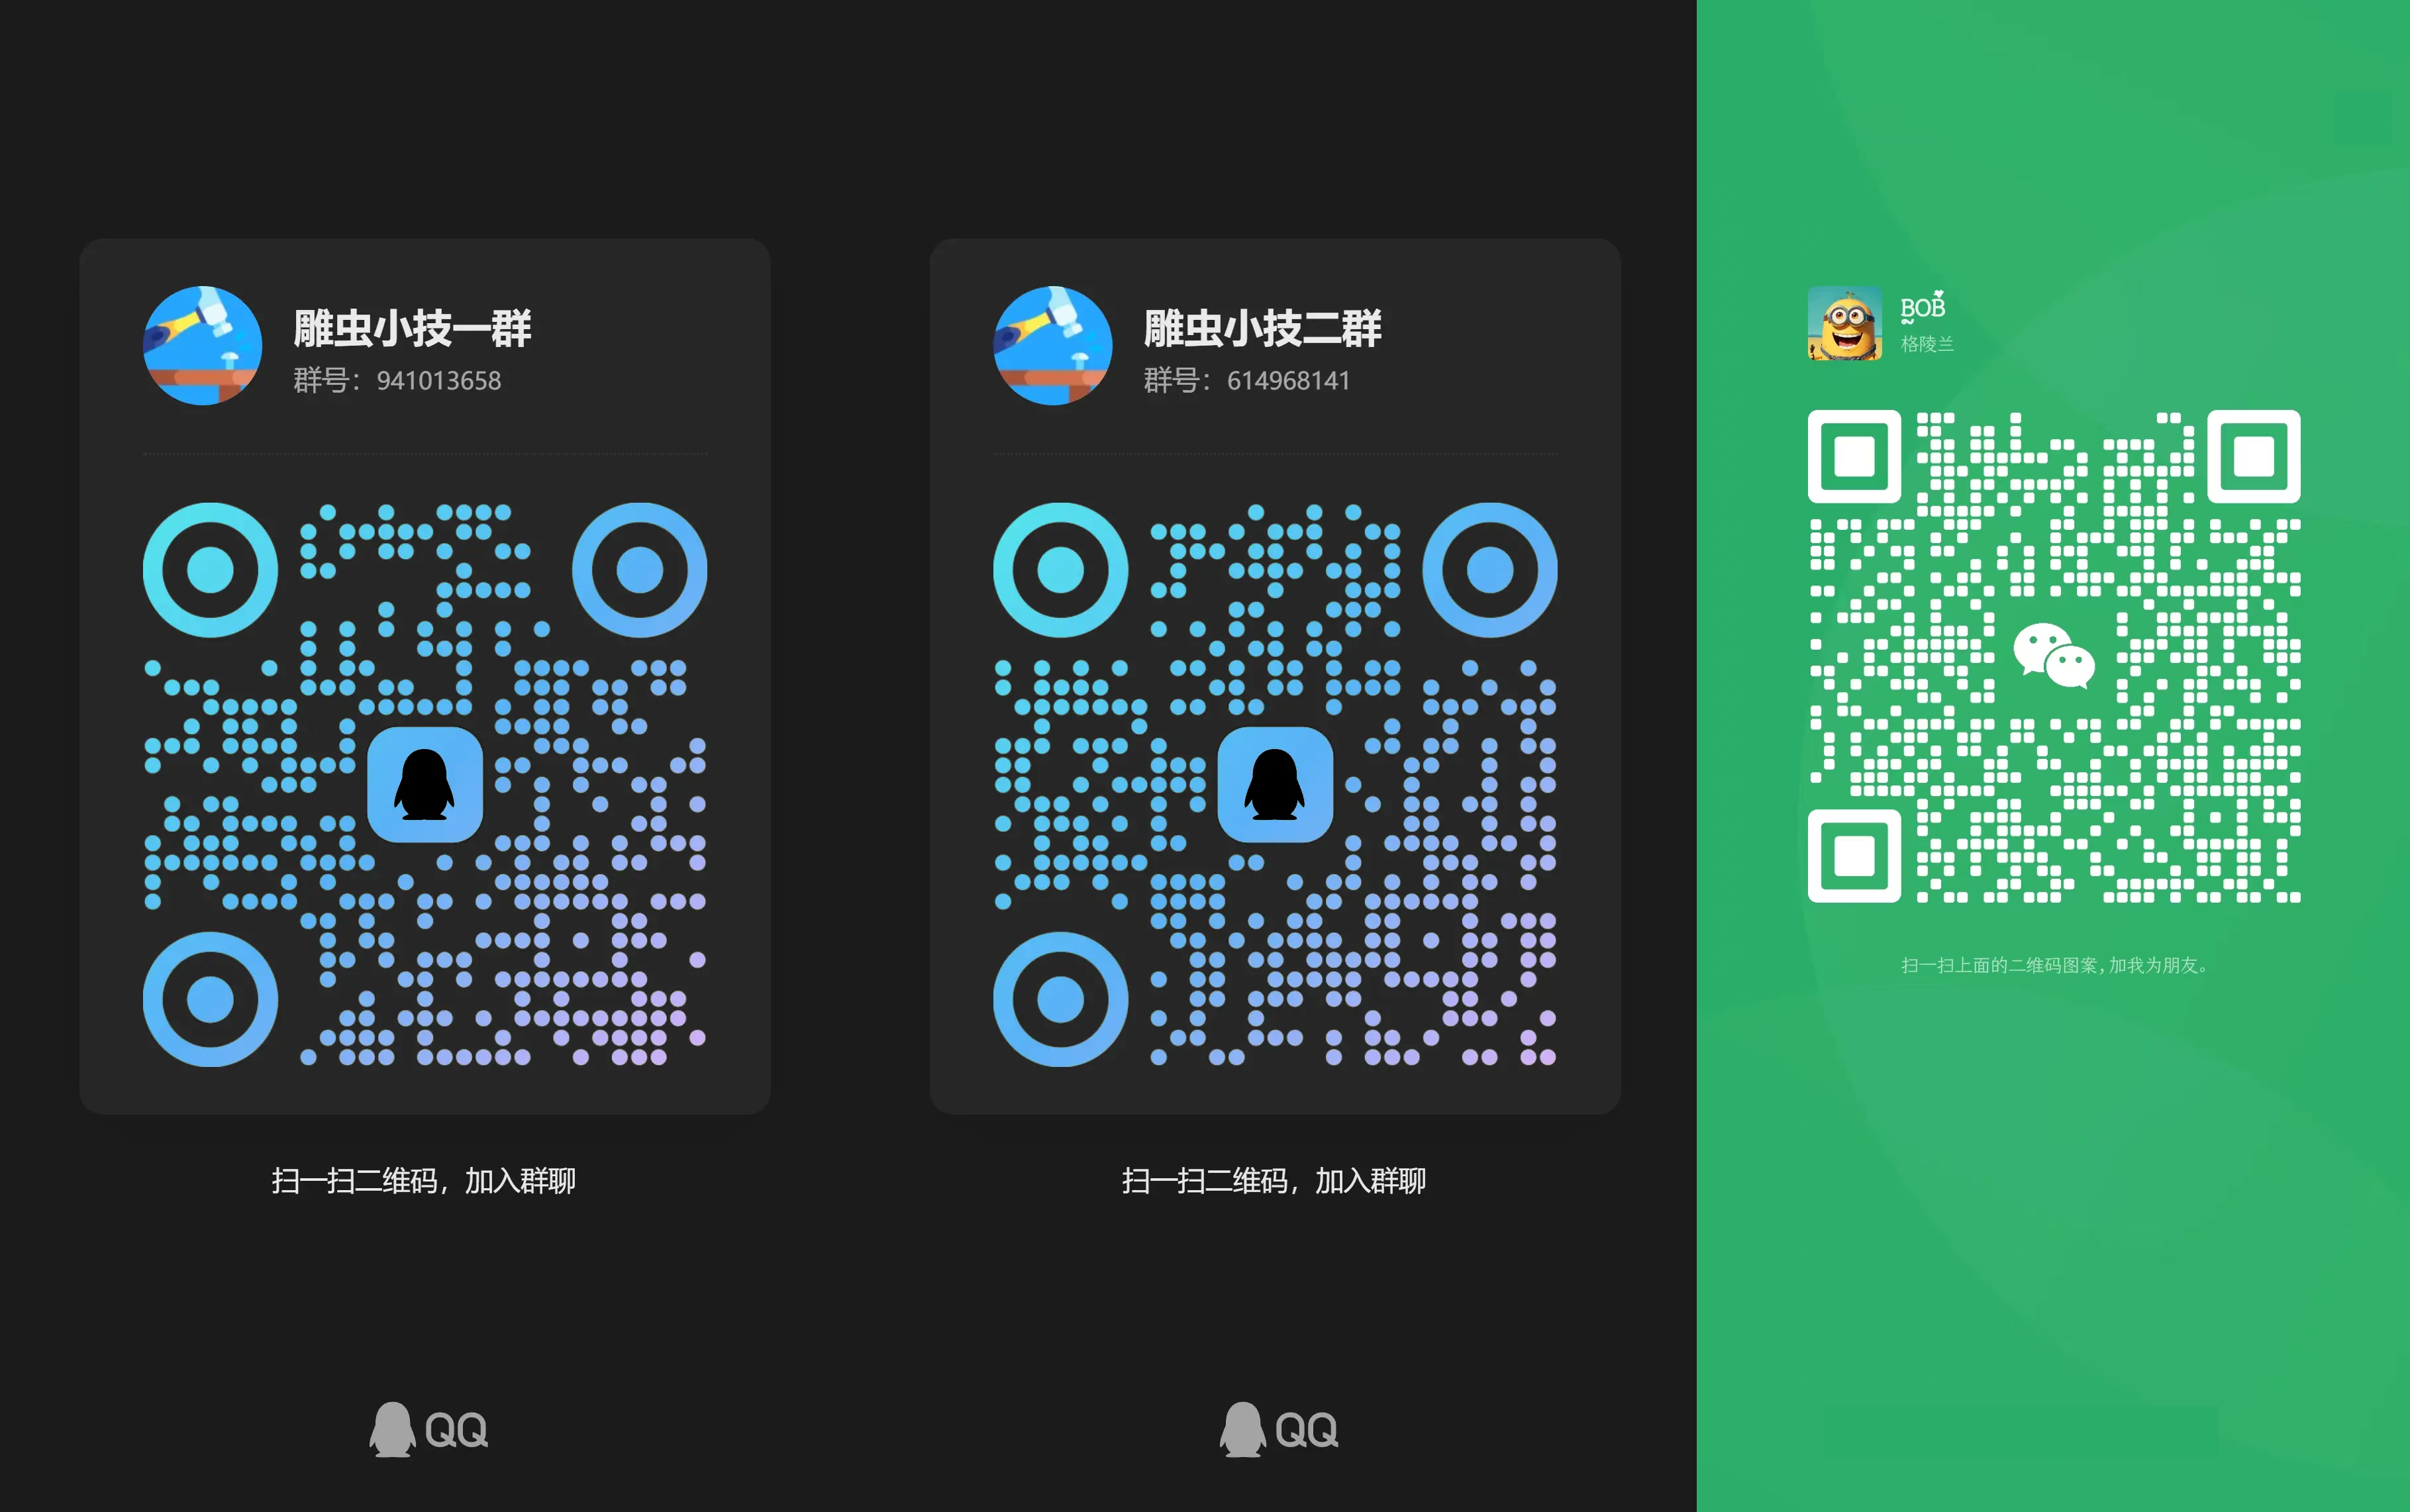 雕虫小技一群
群号：941013658
扫一扫二维码，加入群聊
QQ
雕虫小技二群
群号：614968141
扫一扫二维码，加入群聊
QQ
BOB
格陵兰
扫一扫上面的二维码图案，加我为朋友。